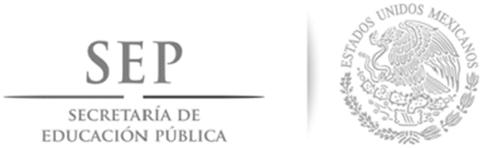 SEP
SECRETARÍA DE
EDUCACIÓN PÚBLICA
ESTADOS UNIDOS MEXICANOS